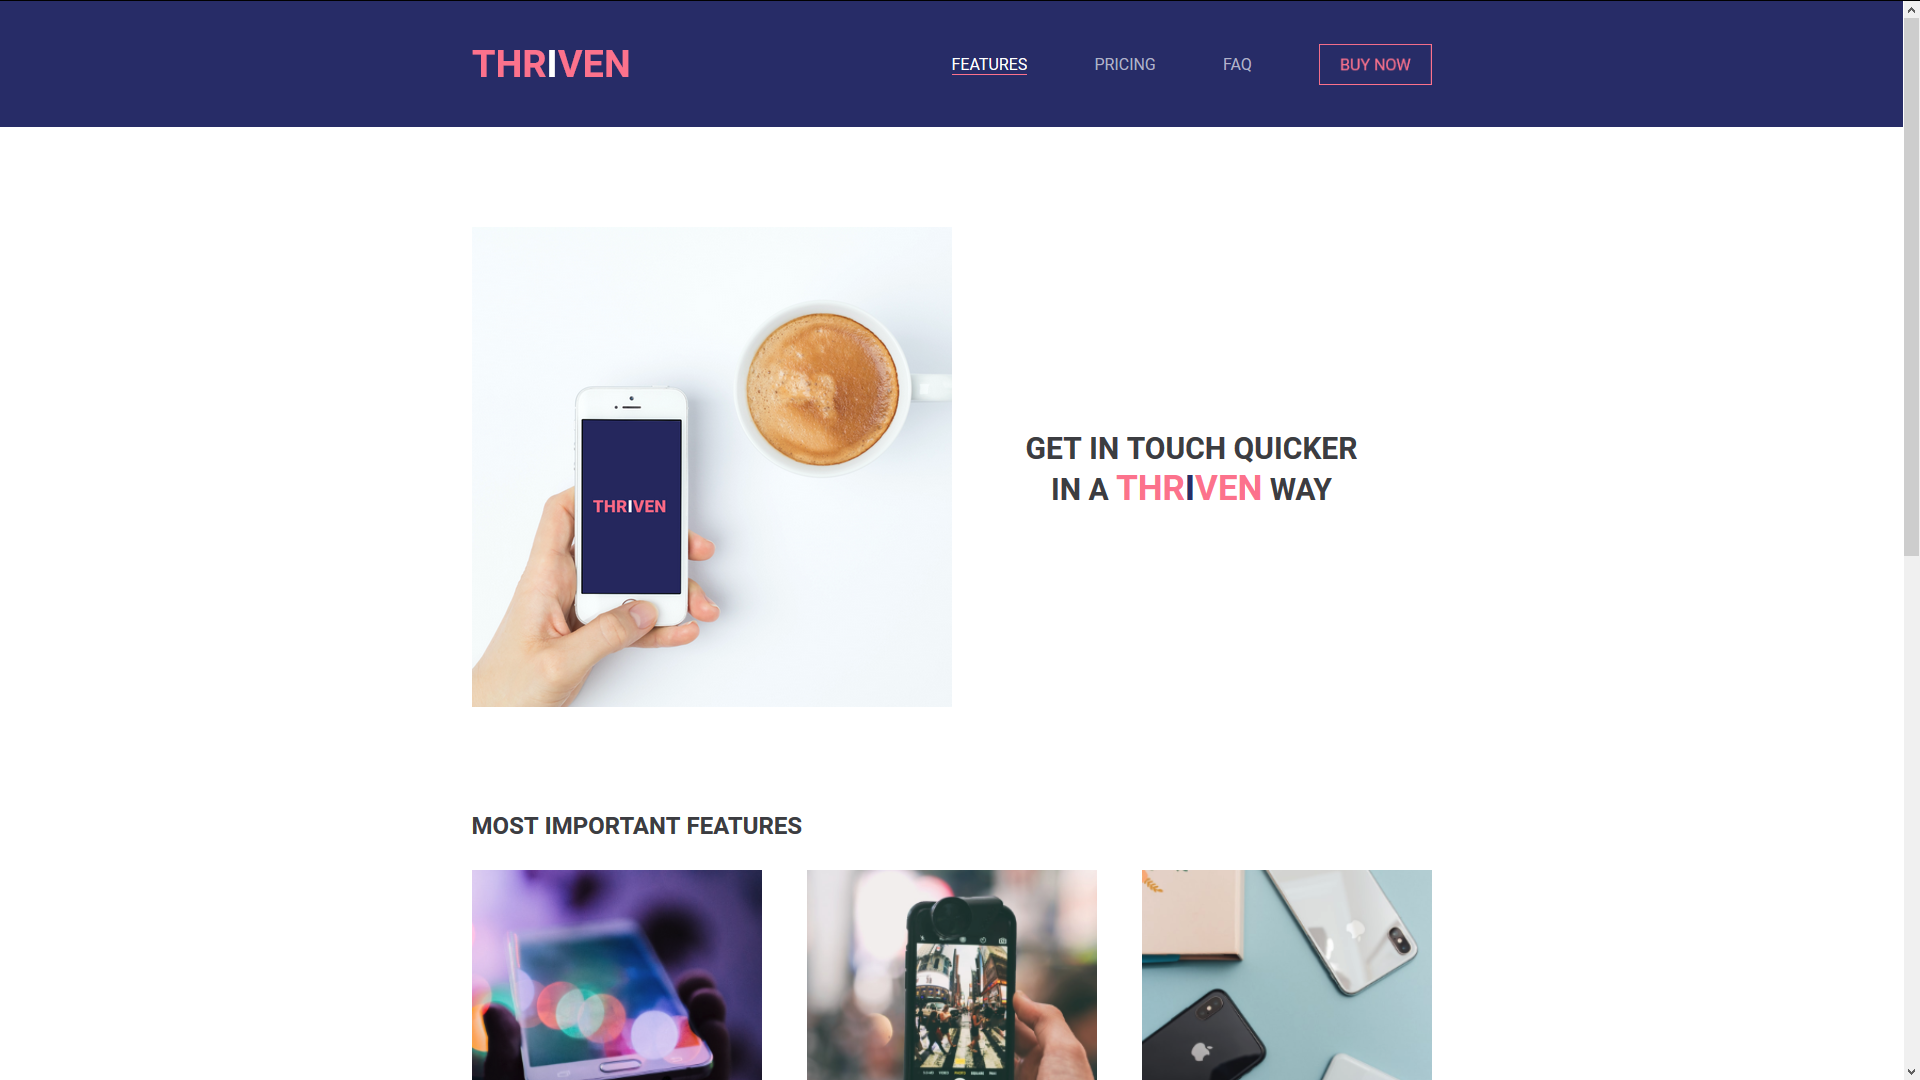 THRIVEN
FEATURES
PRICING
FAQ
BUY NOW
THRIVEN
GET IN TOUCH QUICKER
IN A THRIVEN WAY
MOST IMPORTANT FEATURES